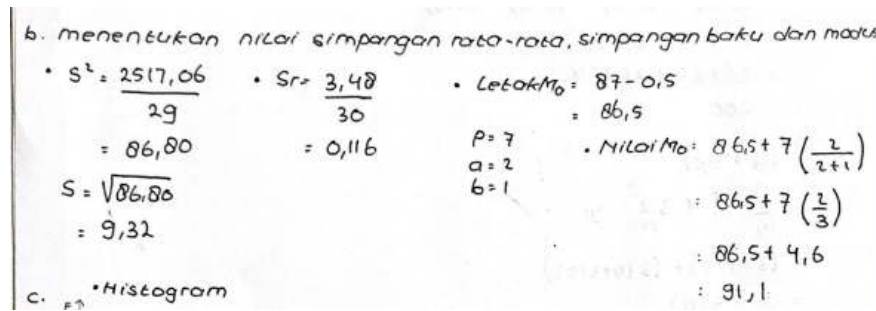 b. menentukan nilai simpangan rata-rata, simpangan baku dan modus
• S² = 2517,06 / 29
= 86,80
S = √86,80
= 9,32
• Sr = 3,48 / 30
= 0,116
• Letak Mo = 87 - 0,5
= 86,5
P = 7
a = 2
b = 1
• Nilai Mo = 86,5 + 7 (2 / 2+1)
= 86,5 + 7 (2/3)
= 86,5 + 4,6
= 91,1
c. • Histogram
F↑